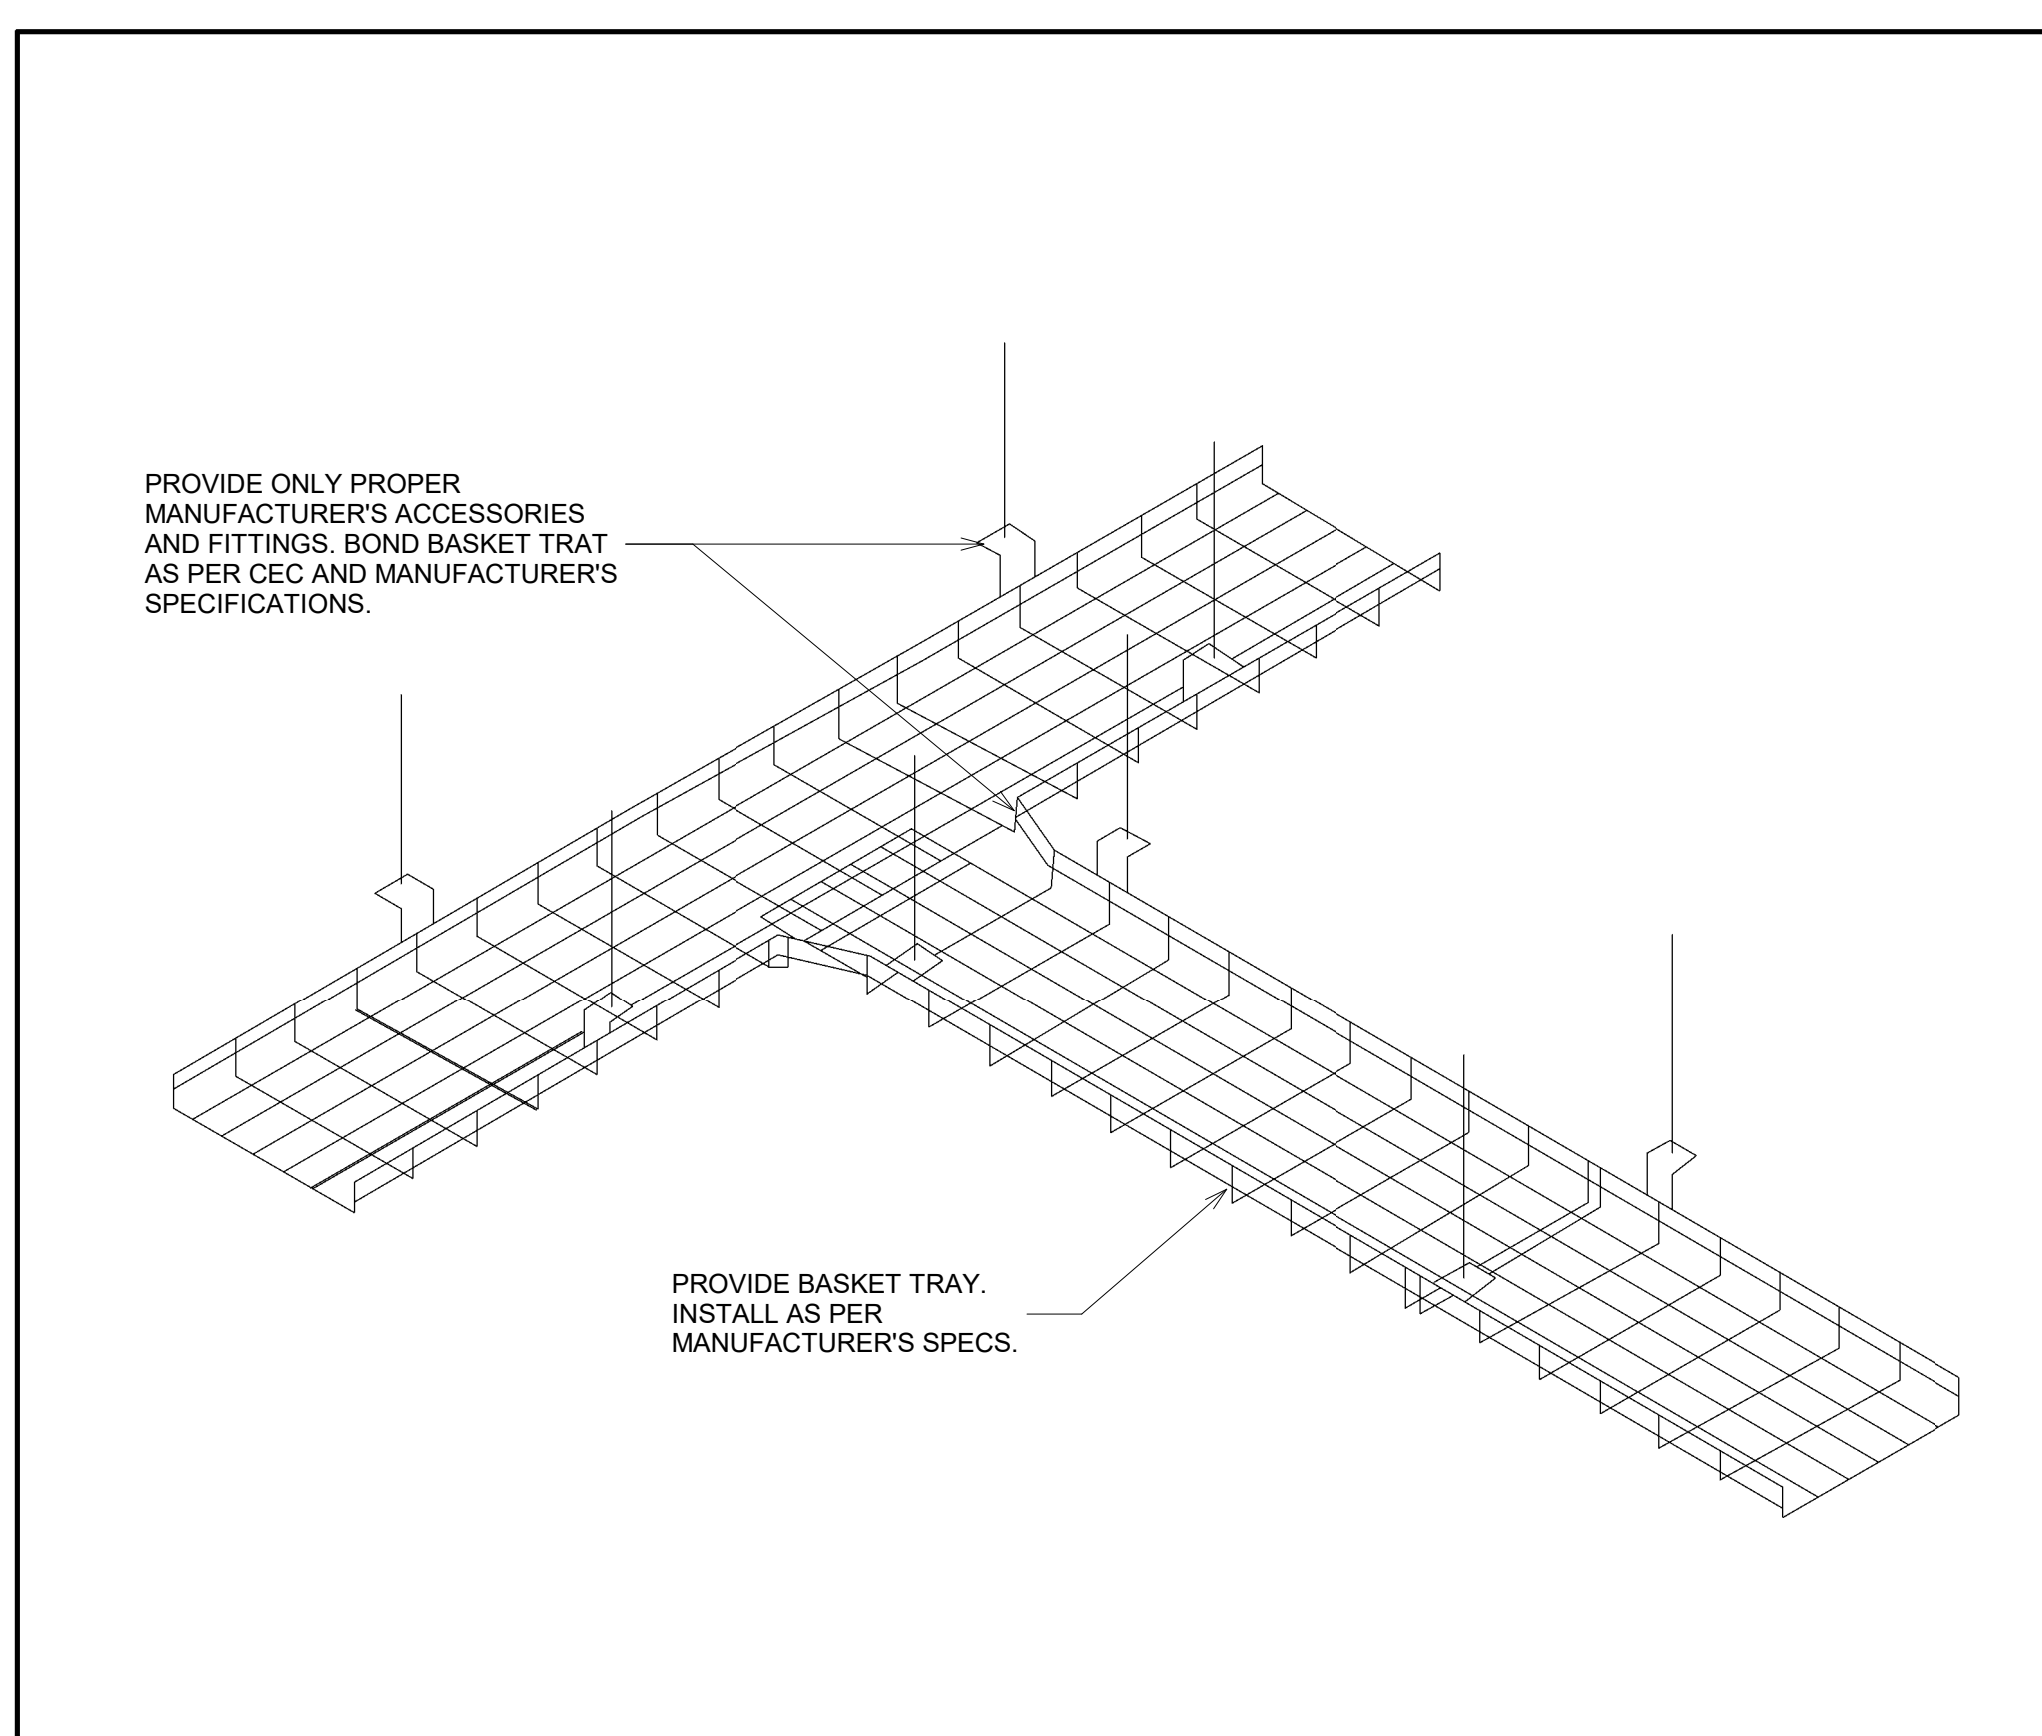 PROVIDE ONLY PROPER
MANUFACTURER'S ACCESSORIES
AND FITTINGS. BOND BASKET TRAT
AS PER CEC AND MANUFACTURER'S
SPECIFICATIONS.
PROVIDE BASKET TRAY.
INSTALL AS PER
MANUFACTURER'S SPECS.